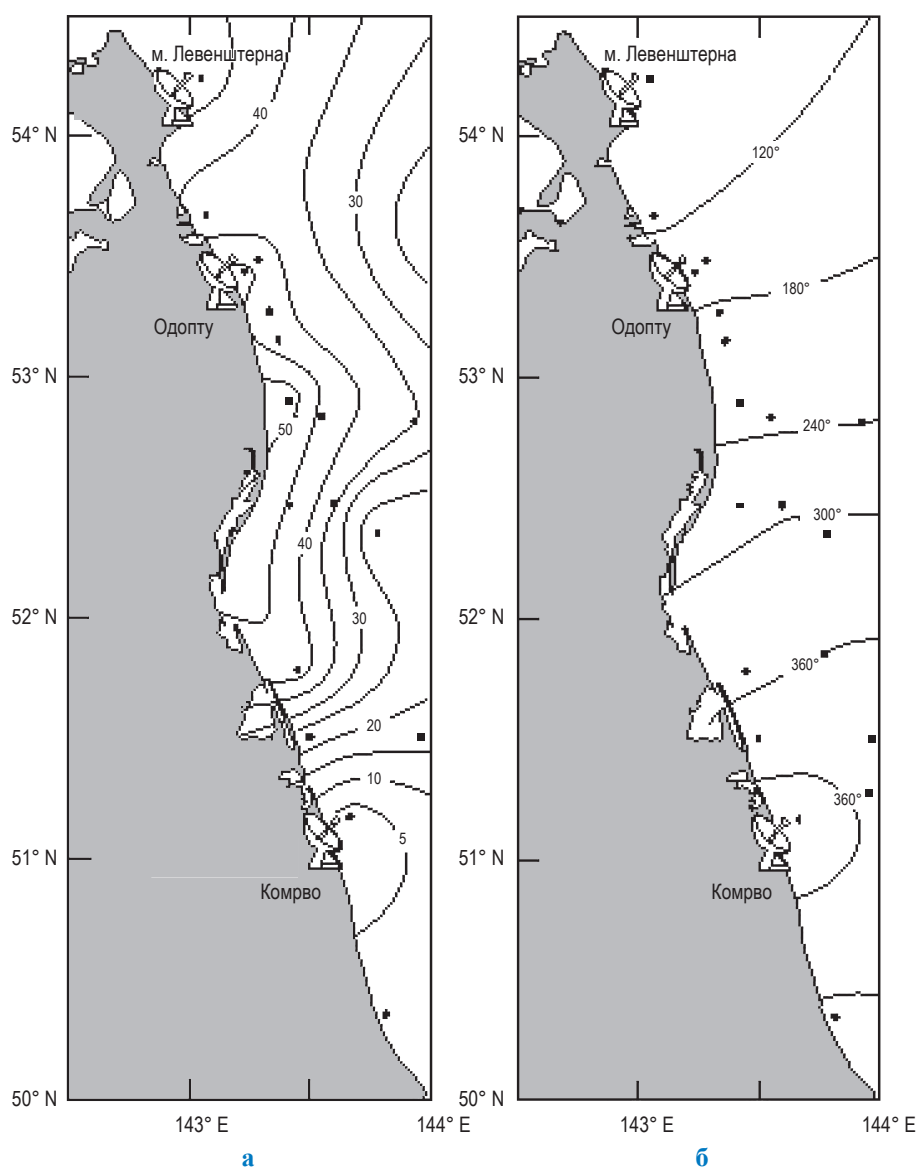 м. Левенштерна
54° N
40
30
Одопту
53° N
50
40
52° N
30
20
10
5
51° N
Комрво
50° N
143° E
144° E
а
м. Левенштерна
54° N
120°
180°
Одопту
53° N
240°
300°
52° N
360°
360°
51° N
Комрво
50° N
143° E
144° E
б